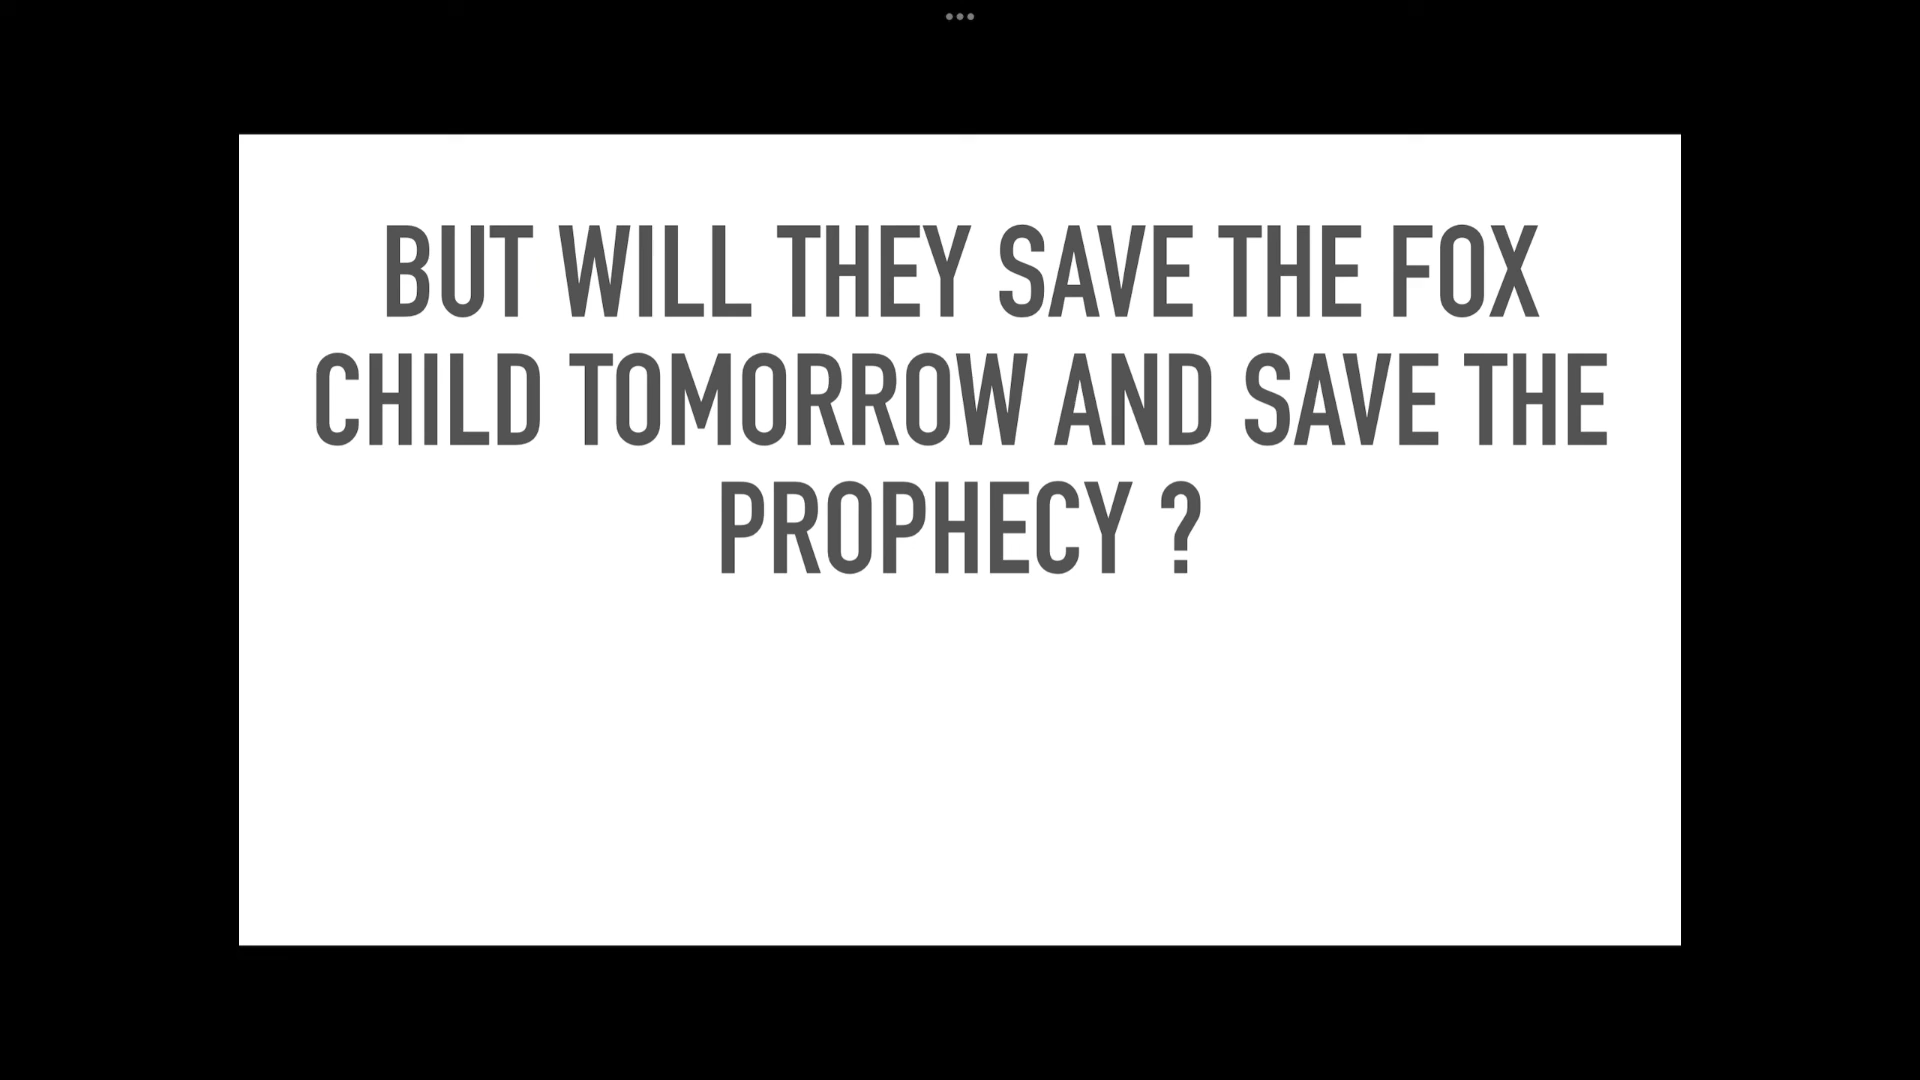 BUT WILL THEY SAVE THE FOX
CHILD TOMORROW AND SAVE THE
PROPHECY ?